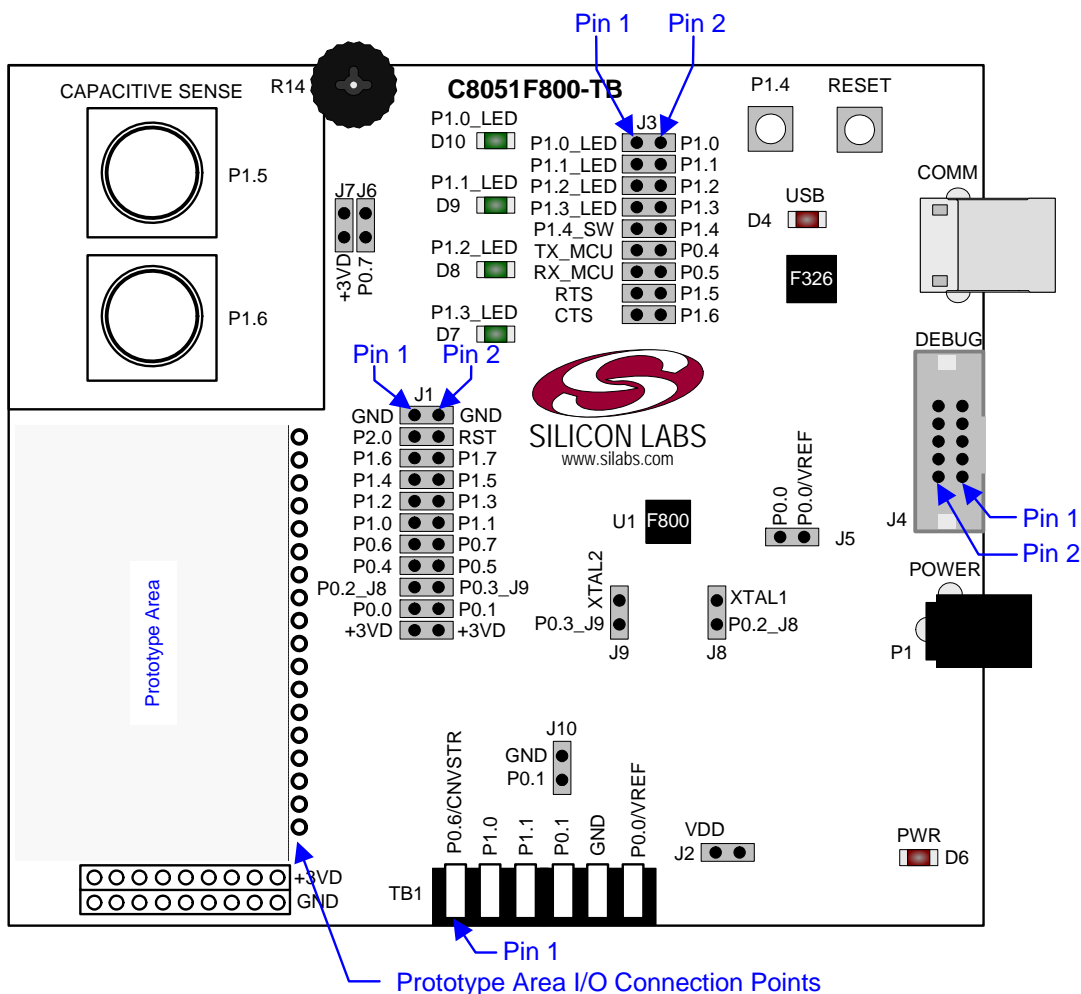 Pin 1
Pin 2
CAPACITIVE SENSE
R14
C8051F800-TB
P1.4
RESET
P1.5
P1.6
J7
J6
+3VD
P0.7
P1.0_LED
D10
P1.1_LED
D9
P1.2_LED
D8
P1.3_LED
D7
J3
P1.0_LED P1.0
P1.1_LED P1.1
P1.2_LED P1.2
P1.3_LED P1.3
P1.4_SW P1.4
TX_MCU P0.4
RX_MCU P0.5
RTS P1.5
CTS P1.6
USB
D4
F326
COMM
DEBUG
J4
Pin 1
Pin 2
Pin 1
Pin 2
J1
GND GND
P2.0 RST
P1.6 P1.7
P1.4 P1.5
P1.2 P1.3
P1.0 P1.1
P0.6 P0.7
P0.4 P0.5
P0.2_J8 P0.3_J9
P0.0 P0.1
+3VD +3VD
SILICON LABS
www.silabs.com
U1
F800
P0.0
P0.0/VREF
J5
XTAL2
P0.3_J9
J9
XTAL1
P0.2_J8
J8
POWER
P1
Prototype Area
J10
GND
P0.1
P0.6/CNVSTR
P1.0
P1.1
P0.1
GND
P0.0/VREF
TB1
VDD
J2
PWR
D6
+3VD
GND
Pin 1
Prototype Area I/O Connection Points